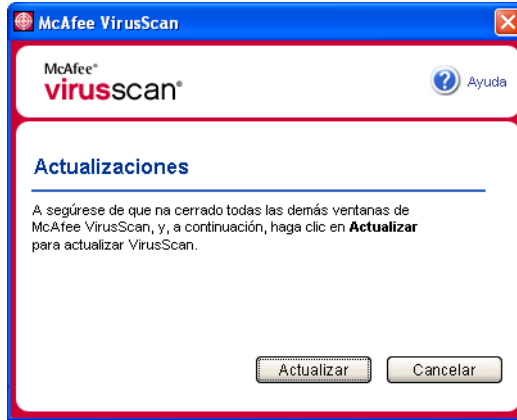 McAfee VirusScan
McAfee®
virusscan®
Ayuda
Actualizaciones
A segúrese de que na cerrado todas las demás ventanas de
McAfee VirusScan, y, a continuación, haga clic en Actualizar
para actualizar VirusScan.
Actualizar
Cancelar